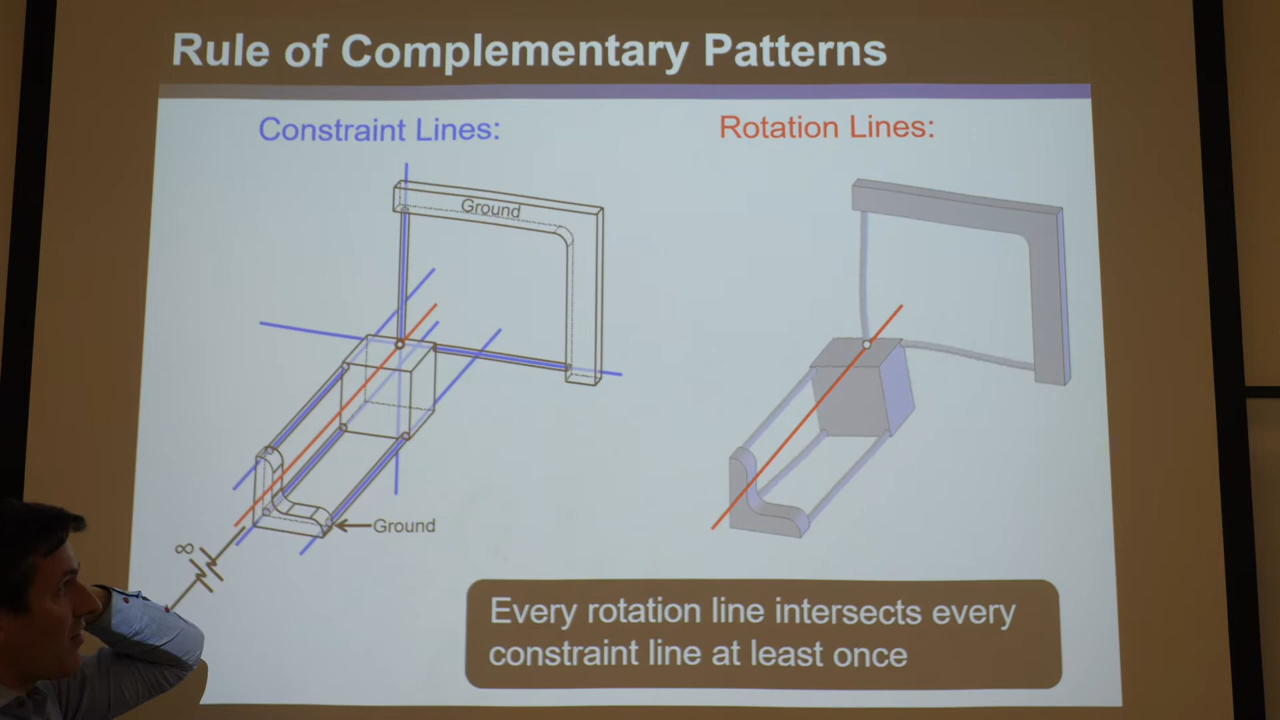 Rule of Complementary Patterns
Constraint Lines:
Rotation Lines:
Ground
Ground
∞
Every rotation line intersects every
constraint line at least once